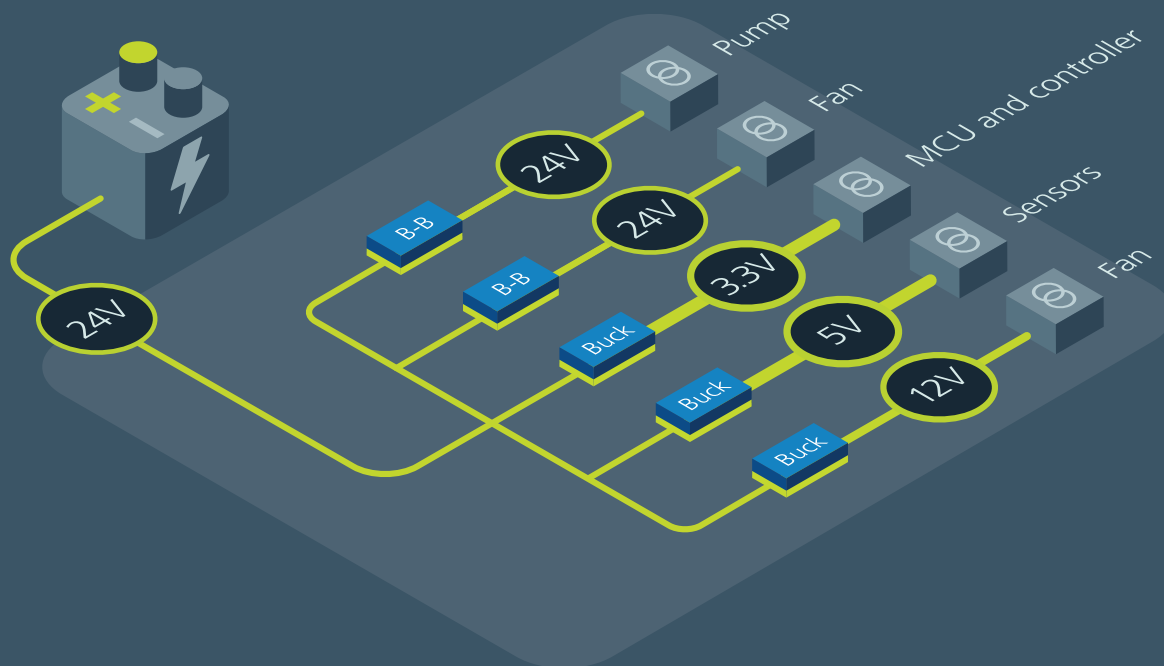 24V
B-B
24V
Pump
B-B
24V
Fan
Buck
3.3V
MCU and controller
Buck
5V
Sensors
Buck
12V
Fan